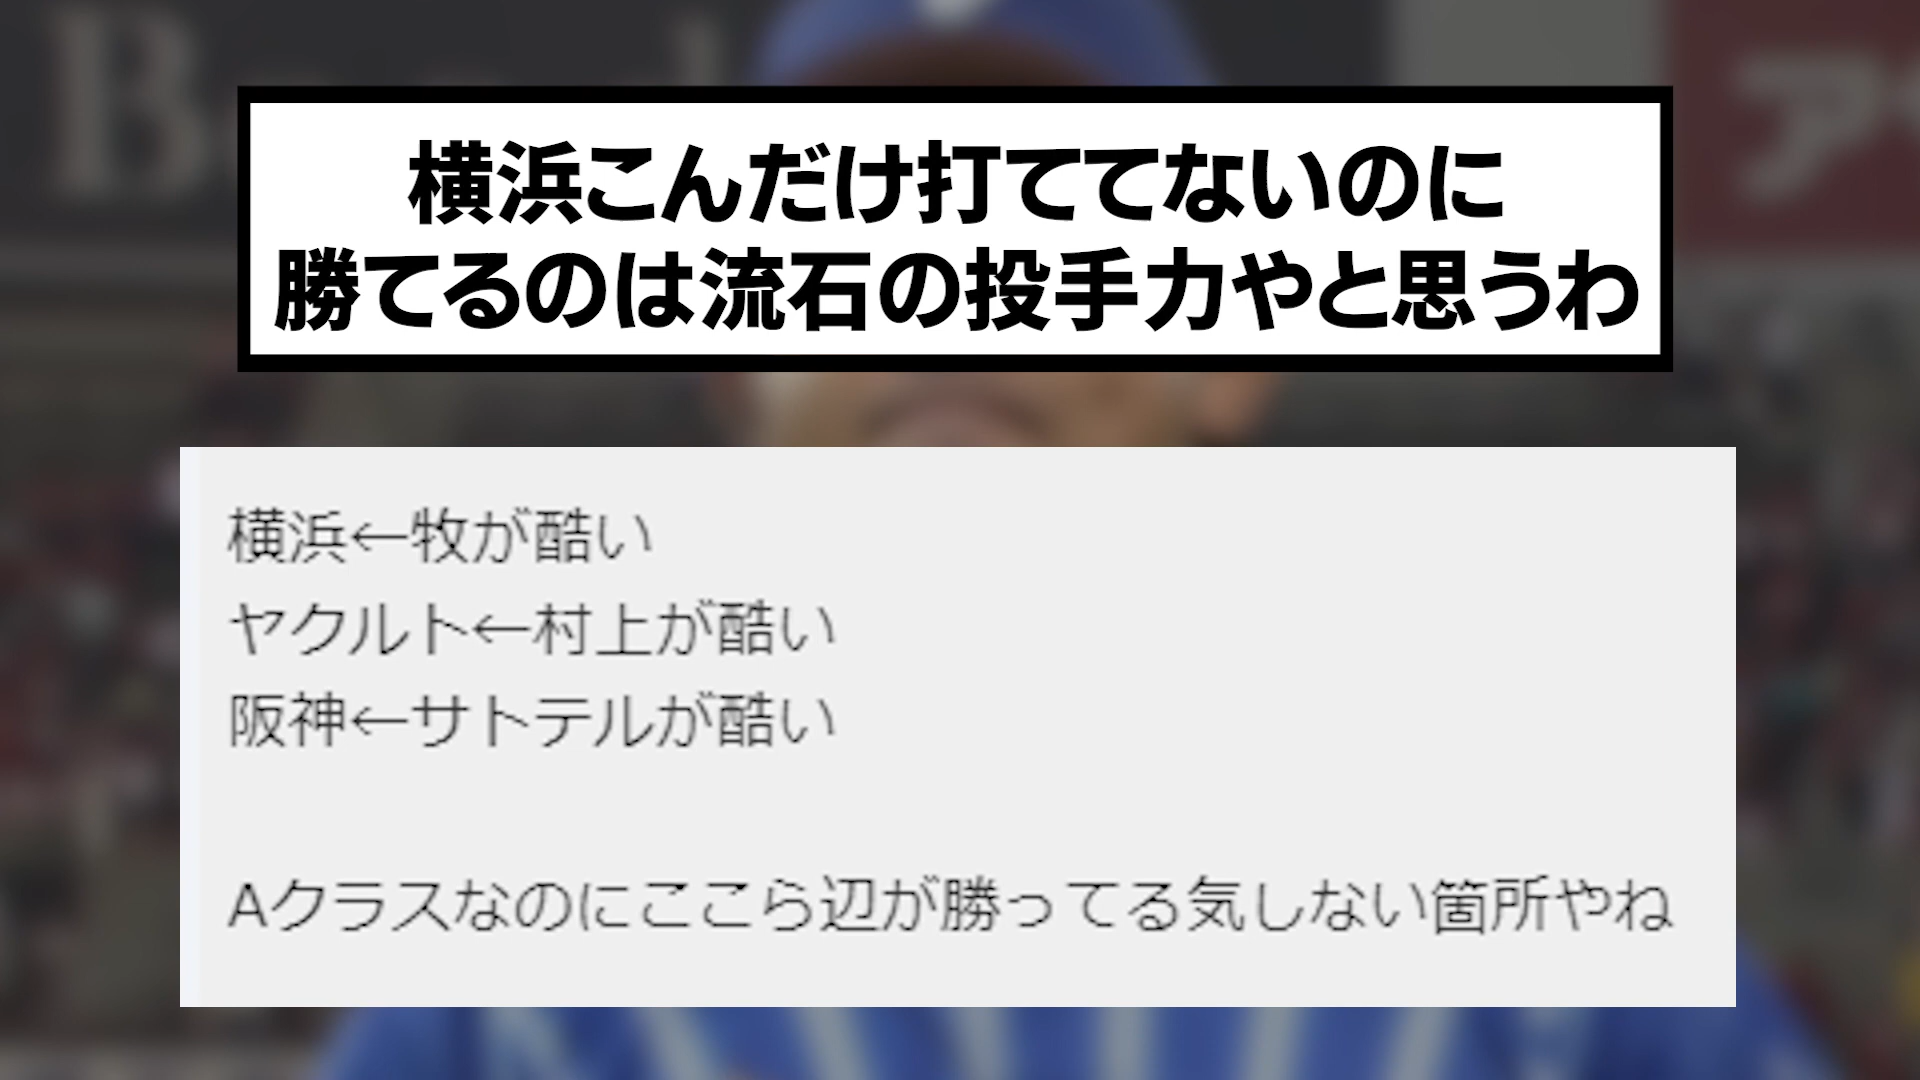 横浜こんだけ打ててないのに
勝てるのは流石の投手力やと思うわ
横浜←牧が酷い
ヤクルト←村上が酷い
阪神←サトテルが酷い
Aクラスなのにここら辺が勝ってる気しない箇所やね